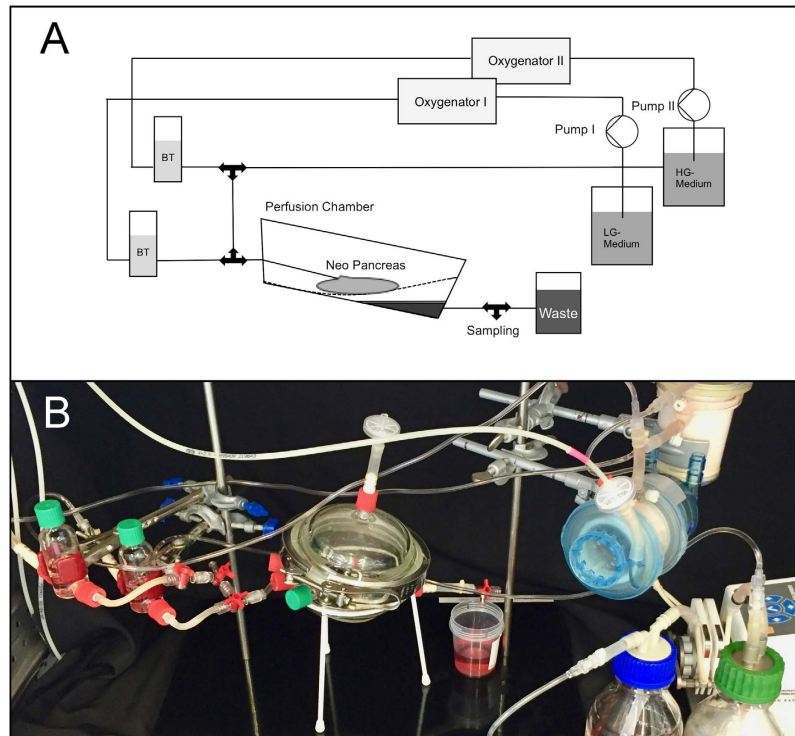 A
Oxygenator II
Oxygenator I
Pump II
Pump I
BT
HG-
Medium
Perfusion Chamber
LG-
Medium
BT
Neo Pancreas
Waste
Sampling
B